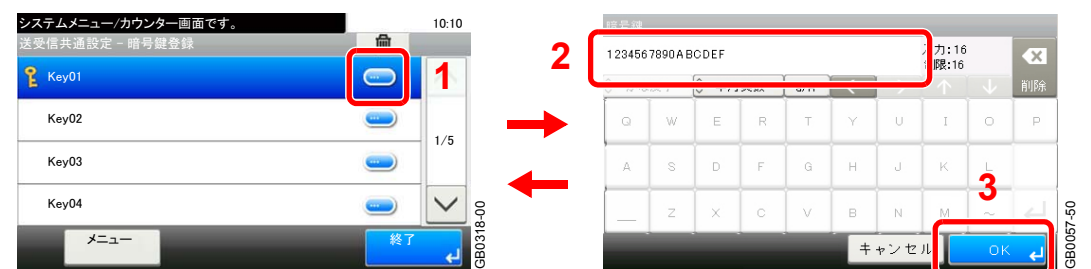 システムメニュー/カウンター画面です。
10:10
送受信共通設定 - 暗号鍵登録
Key01
1
Key02
1/5
Key03
Key04
メニュー
終了
GB0318-00
暗号鍵
2
1234567890ABCDEF
入力:16
制限:16
削除
Q W E R T Y U I O P
A S D F G H J K L
3
_ Z X C V B N M ~
キャンセル
OK
GB0057-50